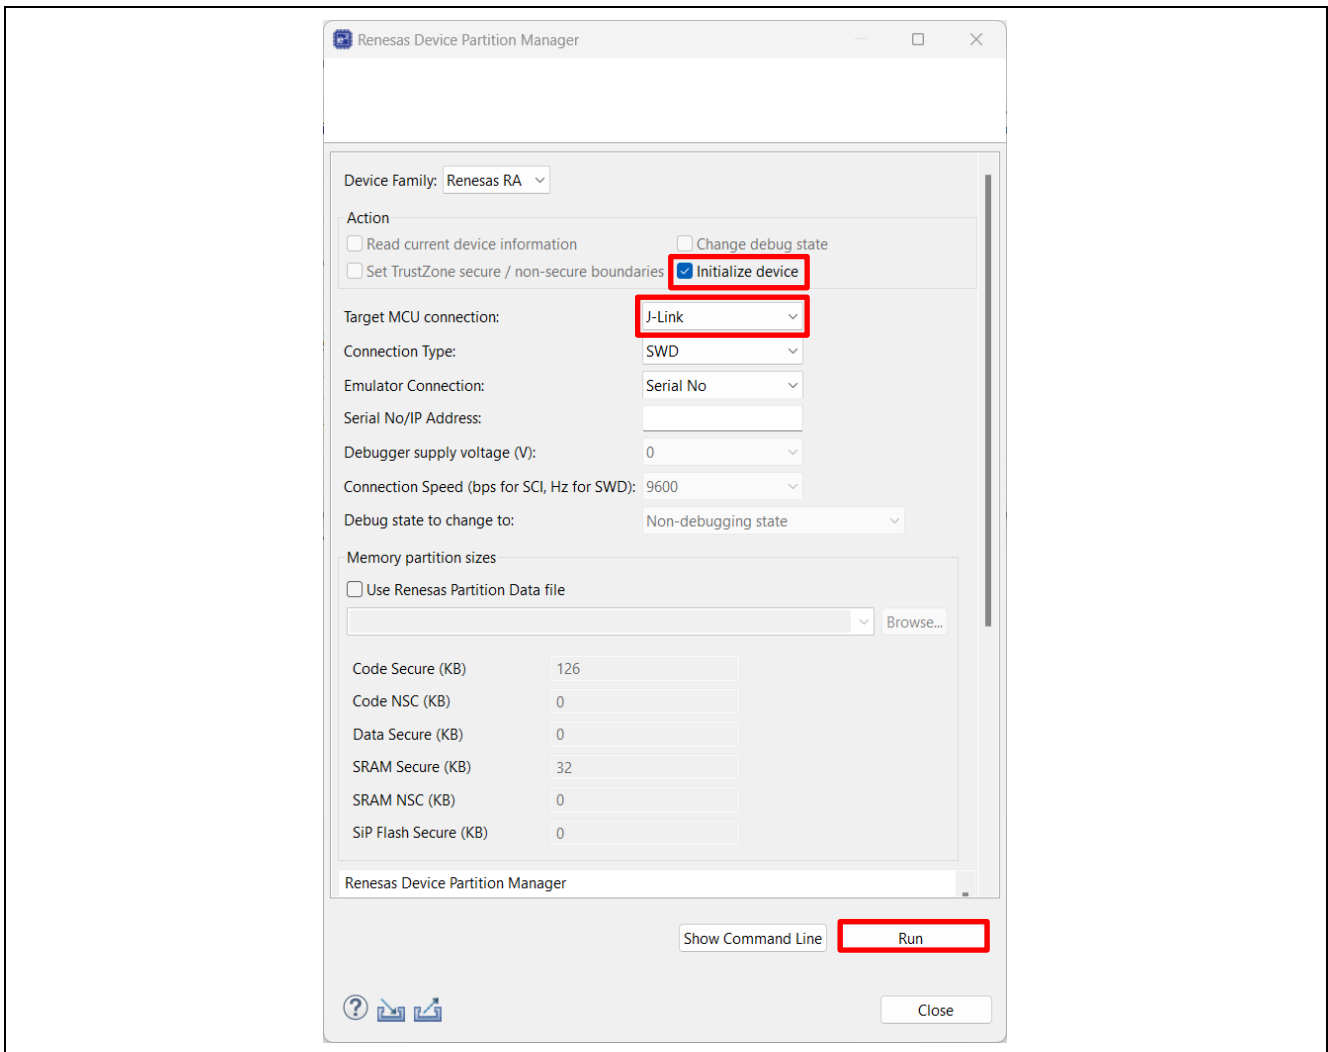 Renesas Device Partition Manager
Device Family: Renesas RA
Action
Read current device information Change debug state
Set TrustZone secure / non-secure boundaries Initialize device
Target MCU connection: J-Link
Connection Type: SWD
Emulator Connection: Serial No
Serial No/IP Address:
Debugger supply voltage (V): 0
Connection Speed (bps for SCI, Hz for SWD): 9600
Debug state to change to: Non-debugging state
Memory partition sizes
Use Renesas Partition Data file
Browse...
Code Secure (KB) 126
Code NSC (KB) 0
Data Secure (KB) 0
SRAM Secure (KB) 32
SRAM NSC (KB) 0
SiP Flash Secure (KB) 0
Renesas Device Partition Manager
Show Command Line Run
? Close